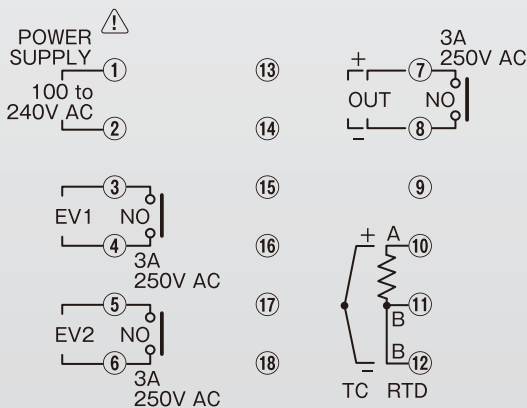 POWER
SUPPLY
①
100 to
240V AC
②
③
EV1 NO
④
3A
250V AC
⑤
EV2 NO
⑥
3A
250V AC
⑬
⑭
⑮
⑯
⑰
⑱
3A
250V AC
+ ⑦
OUT NO
- ⑧
⑨
+ A ⑩
B ⑪
- B ⑫
TC RTD